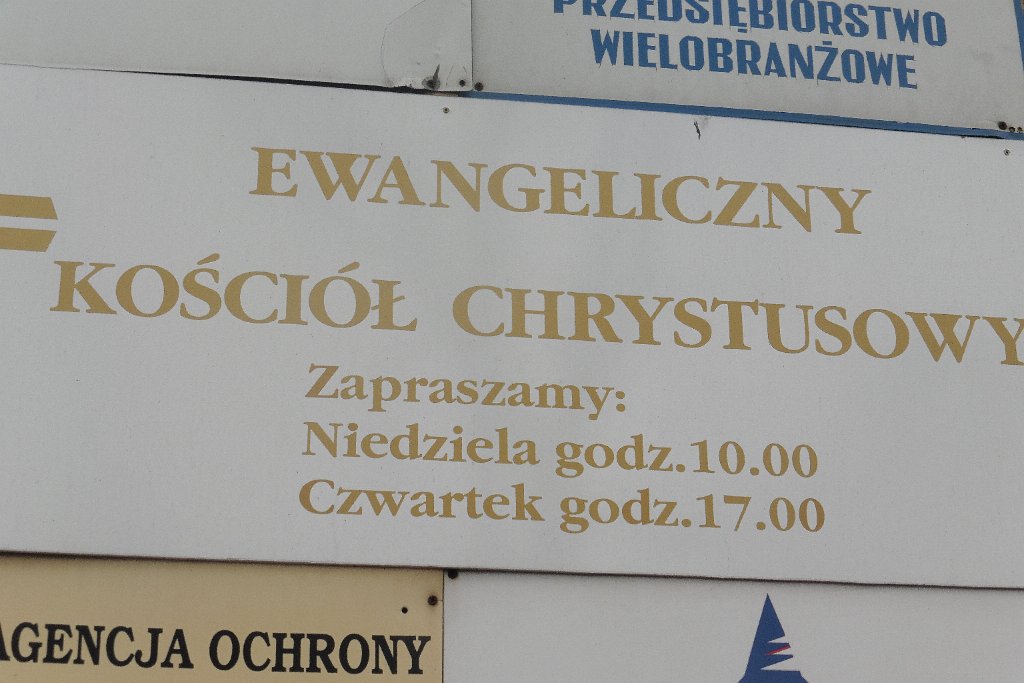 PRZEDSIĘBIORSTWO
WIELOBRANŻOWE
EWANGELICZNY
KOŚCIÓŁ CHRYSTUSOWY
Zapraszamy:
Niedziela godz.10.00
Czwartek godz.17.00
AGENCJA OCHRONY